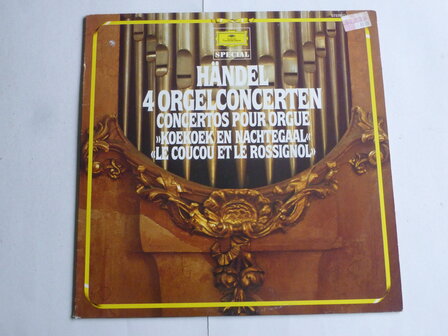 SPECIAL
HÄNDEL
4 ORGELCONCERTEN
CONCERTOS POUR ORGUE
»KOEKOEK EN NACHTEGAAL«
«LE COUCOU ET LE ROSSIGNOL»